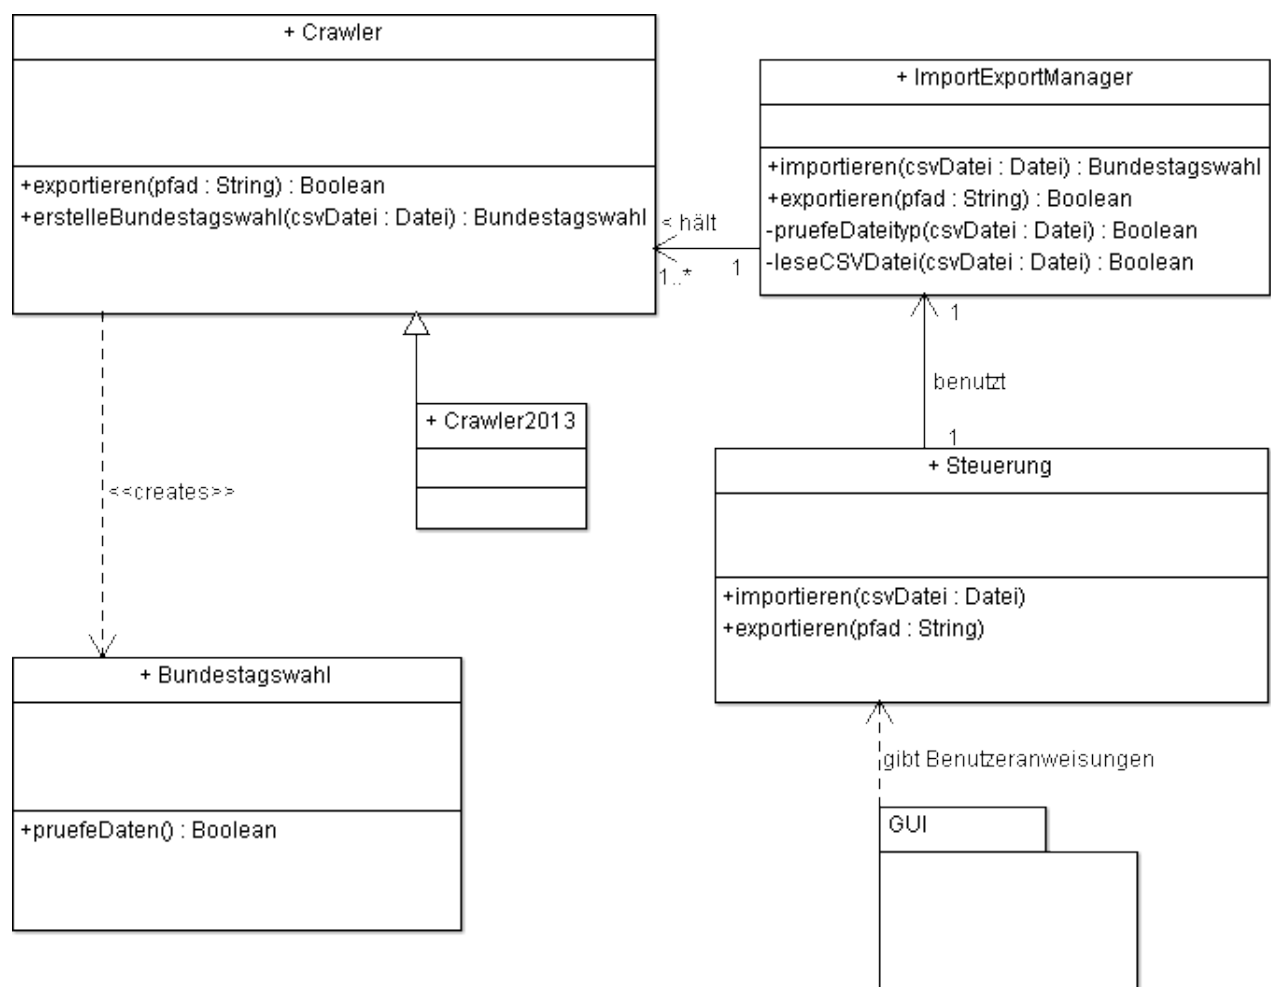 + Crawler
+exportieren(pfad : String) : Boolean
+erstelleBundestagswahl(csvDatei : Datei) : Bundestagswahl
+ ImportExportManager
+importieren(csvDatei : Datei) : Bundestagswahl
+exportieren(pfad : String) : Boolean
-pruefeDateityp(csvDatei : Datei) : Boolean
-leseCSVDatei(csvDatei : Datei) : Boolean
< hält
1..*
1
1
benutzt
1
+ Crawler2013
<<creates>>
+ Steuerung
+importieren(csvDatei : Datei)
+exportieren(pfad : String)
+ Bundestagswahl
+pruefeDaten() : Boolean
gibt Benutzeranweisungen
GUI